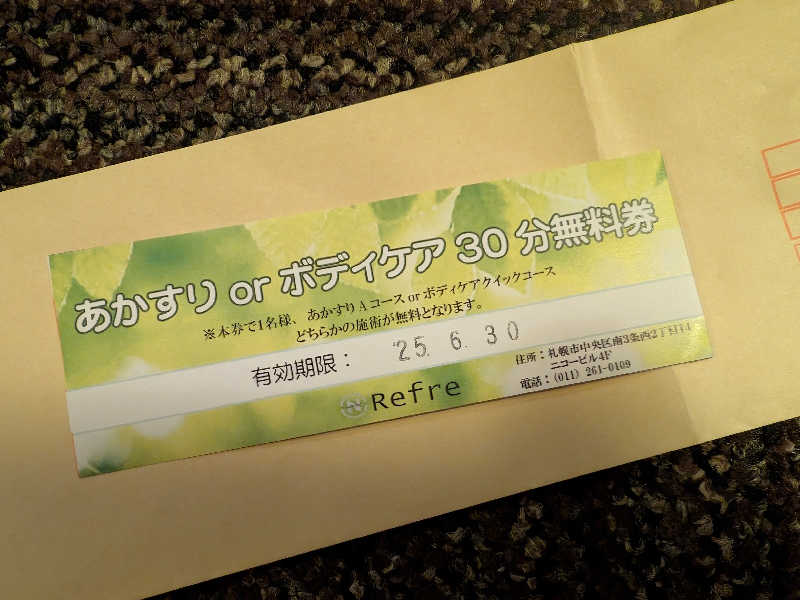 あかすり or ボディケア 30 分無料券
※本券で1名様、あかすり A コース or ボディケアクイックコース
どちらかの施術が無料となります。
有効期限： '25. 6. 30
Refre
住所：札幌市中央区南3条西2丁目14
ニコービル4F
電話：(011) 261-0109